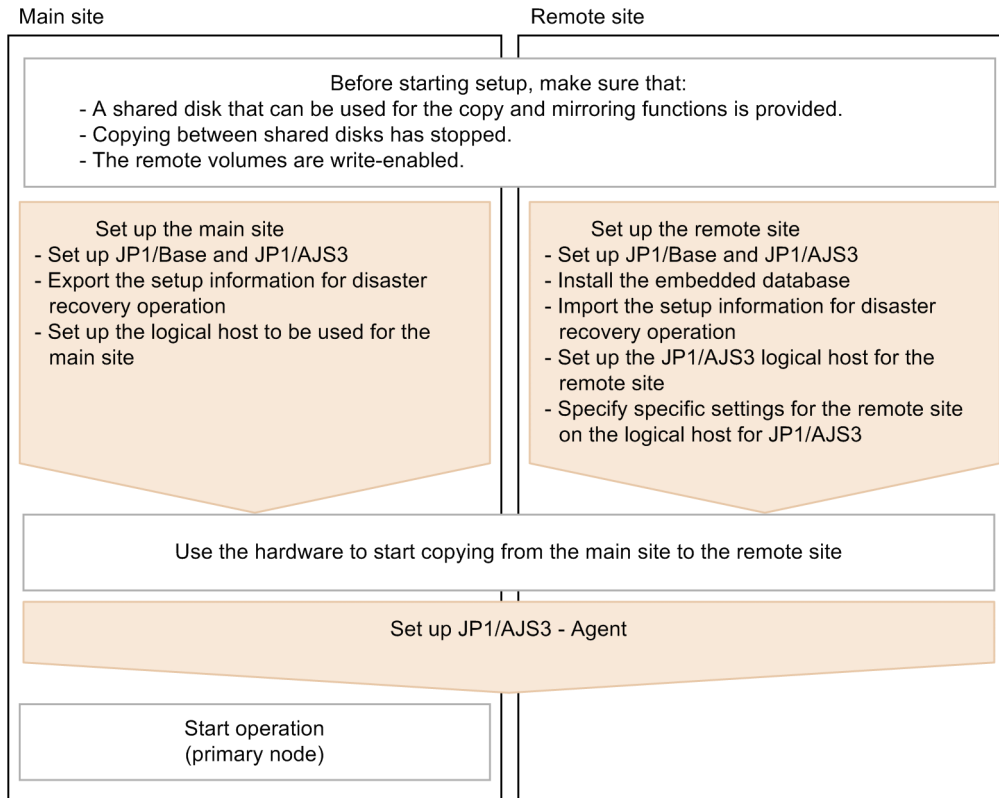 Main site
Remote site
Before starting setup, make sure that:
- A shared disk that can be used for the copy and mirroring functions is provided.
- Copying between shared disks has stopped.
- The remote volumes are write-enabled.
Set up the main site
- Set up JP1/Base and JP1/AJS3
- Export the setup information for disaster
recovery operation
- Set up the logical host to be used for the
main site
Set up the remote site
- Set up JP1/Base and JP1/AJS3
- Install the embedded database
- Import the setup information for disaster
recovery operation
- Set up the JP1/AJS3 logical host for the
remote site
- Specify specific settings for the remote site
on the logical host for JP1/AJS3
Use the hardware to start copying from the main site to the remote site
Set up JP1/AJS3 - Agent
Start operation
(primary node)